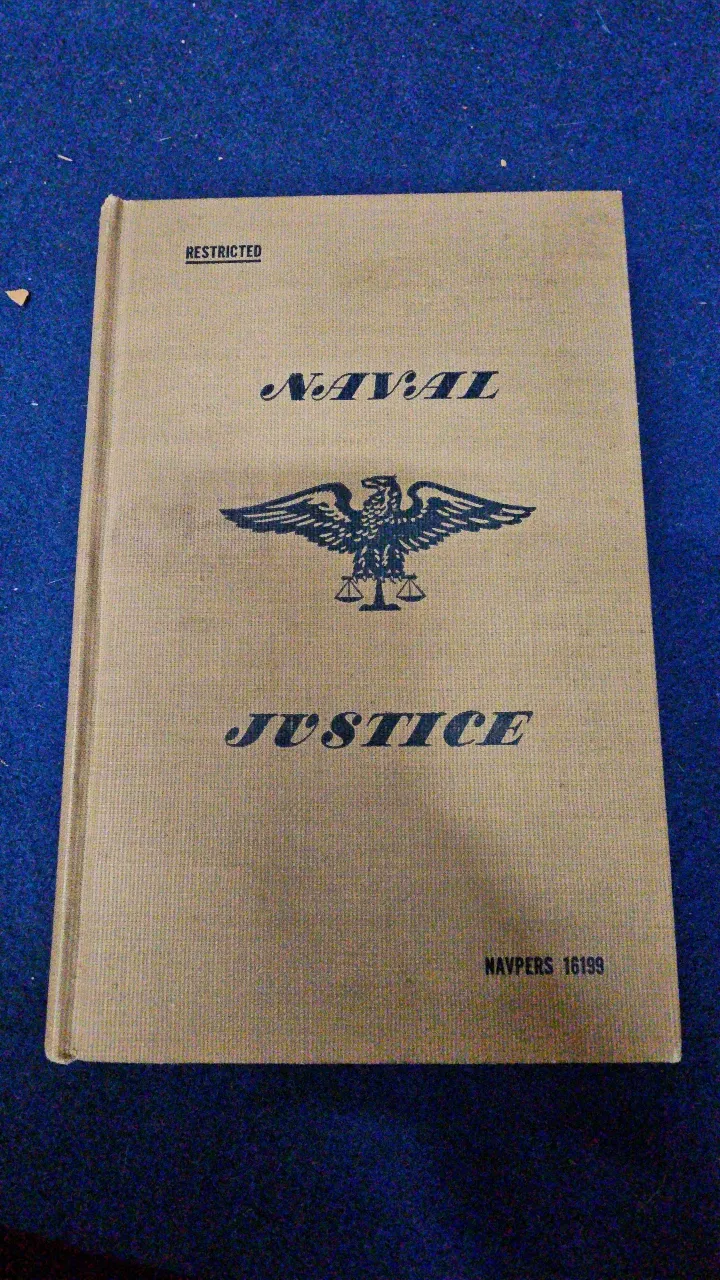 RESTRICTED
NAVAL
JUSTICE
NAVPERS 16199